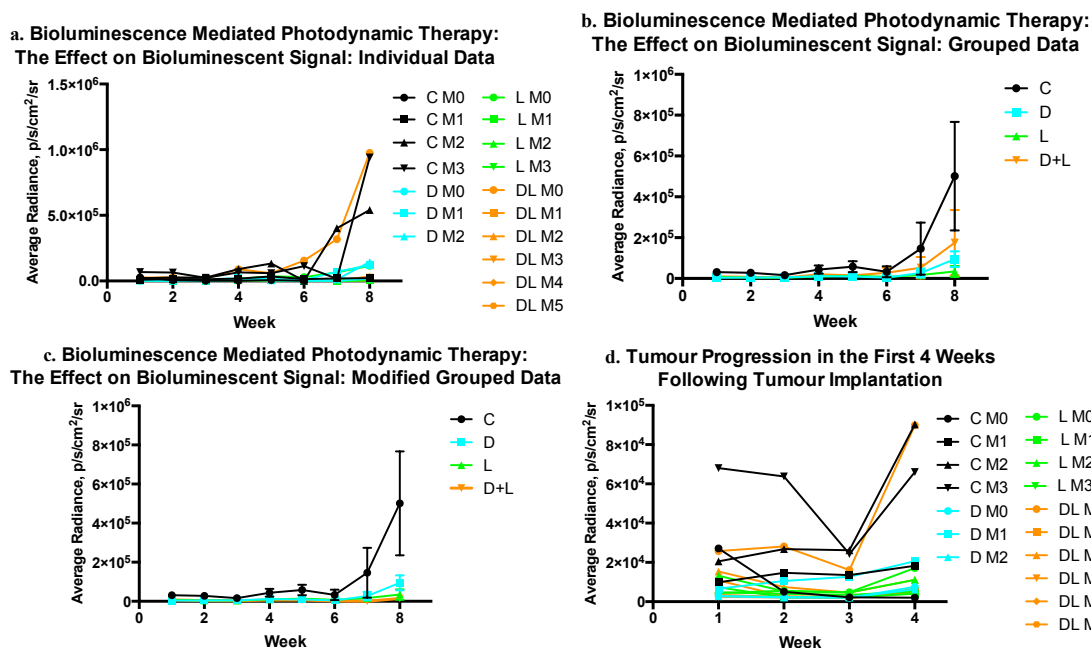 a. Bioluminescence Mediated Photodynamic Therapy:
The Effect on Bioluminescent Signal: Individual Data
Average Radiance, p/s/cm²/sr
1.5×10⁶
1.0×10⁶
5.0×10⁵
0.0
0 2 4 6 8
Week
C M0
C M1
C M2
C M3
D M0
D M1
D M2
L M0
L M1
L M2
L M3
DL M0
DL M1
DL M2
DL M3
DL M4
DL M5
b. Bioluminescence Mediated Photodynamic Therapy:
The Effect on Bioluminescent Signal: Grouped Data
Average Radiance, p/s/cm²/sr
1×10⁶
8×10⁵
6×10⁵
4×10⁵
2×10⁵
0
0 2 4 6 8
Week
C
D
L
D+L
c. Bioluminescence Mediated Photodynamic Therapy:
The Effect on Bioluminescent Signal: Modified Grouped Data
Average Radiance, p/s/cm²/sr
1×10⁶
8×10⁵
6×10⁵
4×10⁵
2×10⁵
0
0 2 4 6 8
Week
C
D
L
D+L
d. Tumour Progression in the First 4 Weeks
Following Tumour Implantation
Average Radiance, p/s/cm²/sr
1×10⁵
8×10⁴
6×10⁴
4×10⁴
2×10⁴
0
1 2 3 4
Week
C M0
C M1
C M2
C M3
D M0
D M1
D M2
L M0
L M1
L M2
L M3
DL M
DL M
DL M
DL M
DL M
DL M